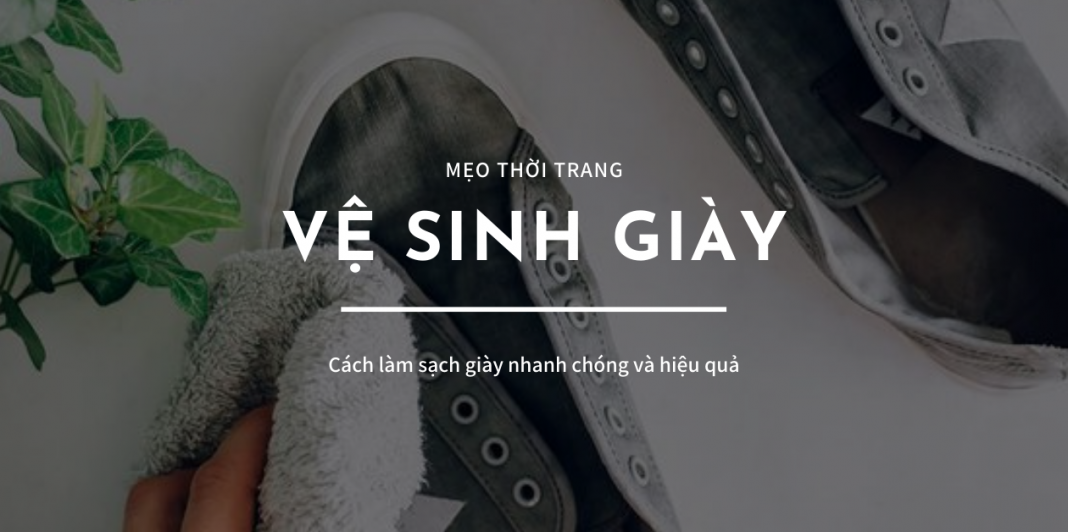 MẸO THỜI TRANG
VỆ SINH GIÀY
Cách làm sạch giày nhanh chóng và hiệu quả